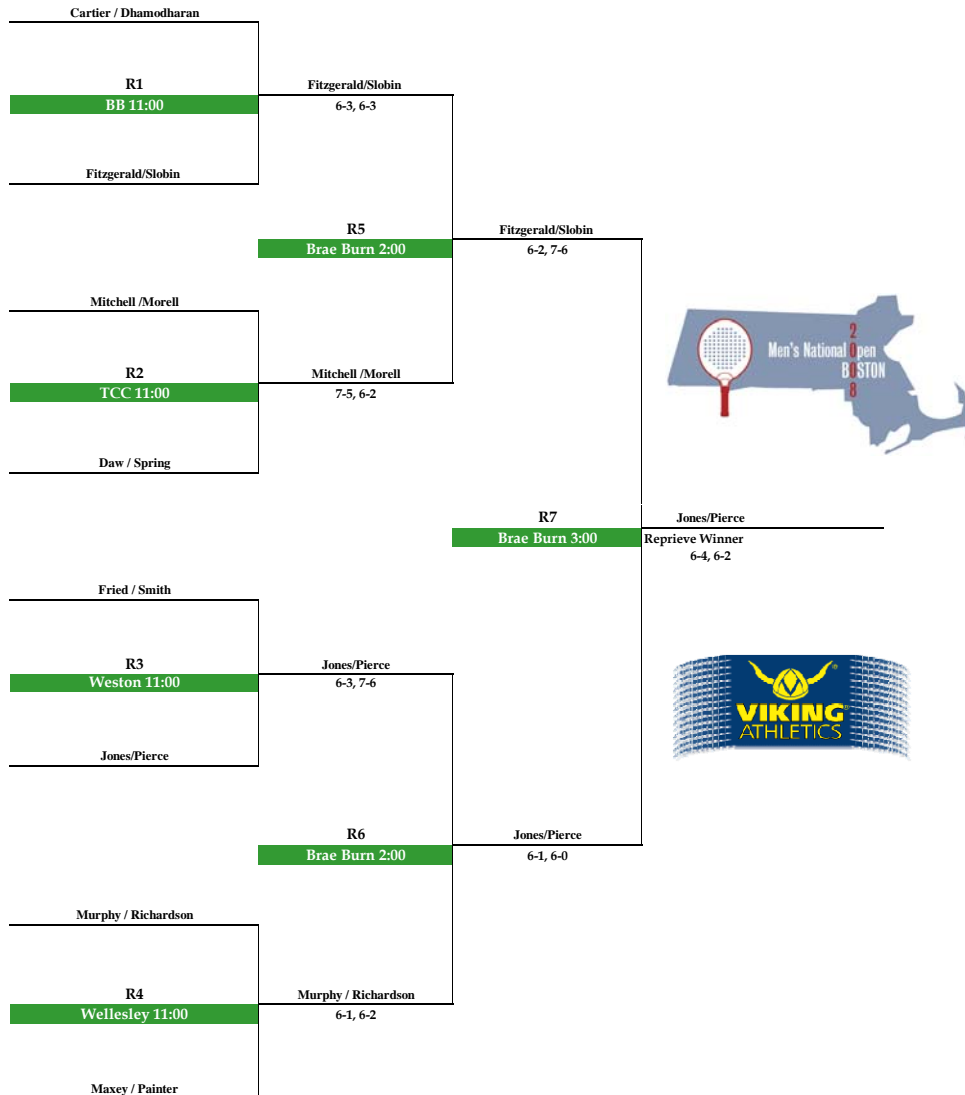 Cartier / Dhamodharan
R1
BB 11:00
Fitzgerald/Slobin
6-3, 6-3
Fitzgerald/Slobin
R5
Brae Burn 2:00
Fitzgerald/Slobin
6-2, 7-6
Mitchell /Morell
R2
TCC 11:00
Mitchell /Morell
7-5, 6-2
Daw / Spring
Men's National Open
BOSTON
2008
R7
Brae Burn 3:00
Jones/Pierce
Reprieve Winner
6-4, 6-2
Fried / Smith
R3
Weston 11:00
Jones/Pierce
6-3, 7-6
Jones/Pierce
VIKING®
ATHLETICS
R6
Brae Burn 2:00
Jones/Pierce
6-1, 6-0
Murphy / Richardson
R4
Wellesley 11:00
Murphy / Richardson
6-1, 6-2
Maxey / Painter